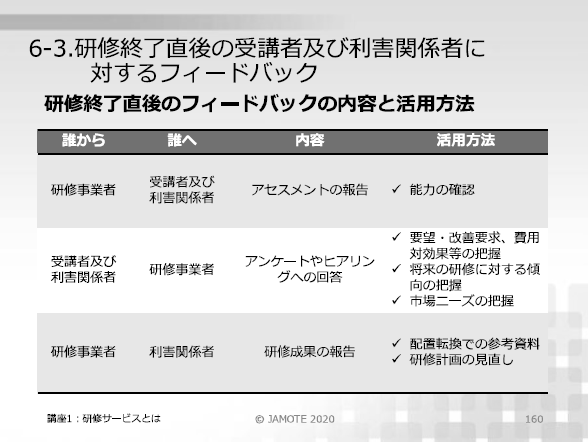 6-3.研修終了直後の受講者及び利害関係者に
対するフィードバック
研修終了直後のフィードバックの内容と活用方法
誰から 誰へ 内容 活用方法
研修事業者 受講者及び 利害関係者 アセスメントの報告 ✓ 能力の確認
受講者及び 利害関係者 研修事業者 アンケートやヒアリン グへの回答 ✓ 要望・改善要求、費用
対効果等の把握
✓ 将来の研修に対する傾
向の把握
✓ 市場ニーズの把握
研修事業者 利害関係者 研修成果の報告 ✓ 配置転換での参考資料
✓ 研修計画の見直し
講座1：研修サービスとは © JAMOTE 2020 160